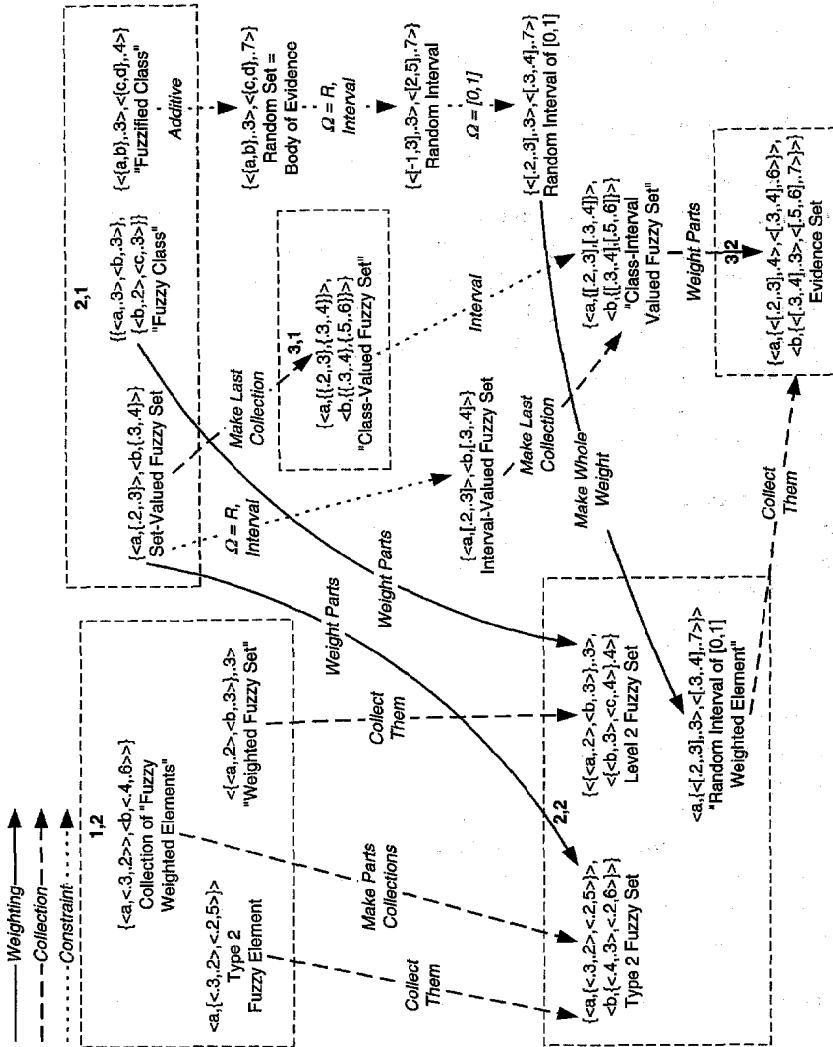 Weighting
Collection
Constraint
1,2
{<a,<.3,.2>>,<b,<.4,.6>>}
Collection of "Fuzzy
Weighted Elements"
<a,{<.3,.2>,<.2,5>}>
Type 2
Fuzzy Element
<{<a,.2>,<b,.3>},.3>
"Weighted Fuzzy Set"
2,1
{<a,{.2,.3}>,<b,{.3,.4}>}
Set-Valued Fuzzy Set
{{<a,.3>,<b,.3>},
{<b,.2>,<c,.3>}}
"Fuzzy Class"
{<{a,b},.3>,<{c,d},.4>}
"Fuzzified Class"
Additive
{<{a,b},.3>,<{c,d},.7>}
Random Set =
Body of Evidence
Ω = R,
Interval
{<[-1,3],.3>,<[2,5],.7>}
Random Interval
Ω = [0,1]
{<[.2,.3],.3>,<[.3,.4],.7>}
Random Interval of [0,1]
Make Last
Collection
3,1
{<a,{{.2,.3},{.3,.4}}>,
<b,{{.3,.4},{.5,.6}}>}
"Class-Valued Fuzzy Set"
Interval
Ω = R,
Interval
{<a,[.2,.3]>,<b,[.3,.4]>}
Interval-Valued Fuzzy Set
Make Last
Collection
{<a,{[.2,.3],[.3,.4]}>,
<b,{[.3,.4],[.5,.6]}>}
"Class-Interval
Valued Fuzzy Set"
Weight Parts
3,2
{<a,{<[.2,.3],.4>,<[.3,.4],.6>}>,
<b,{<[.3,.4],.3>,<[.5,.6],.7>}>}
Evidence Set
Weight Parts
Weight Parts
Make Whole
Weight
Collect
Them
Make Parts
Collections
Collect
Them
Collect
Them
2,2
{<a,{<.3,.2>,<.2,5>}>,
<b,{<.4,.3>,<.2,.6>}>}
Type 2 Fuzzy Set
{<{<a,.2>,<b,.3>},.3>,
<{<b,.3>,<c,.4>}.4>}
Level 2 Fuzzy Set
<a,{<[.2,.3],.3>,<[.3,.4],.7>}>
"Random Interval of [0,1]
Weighted Element"